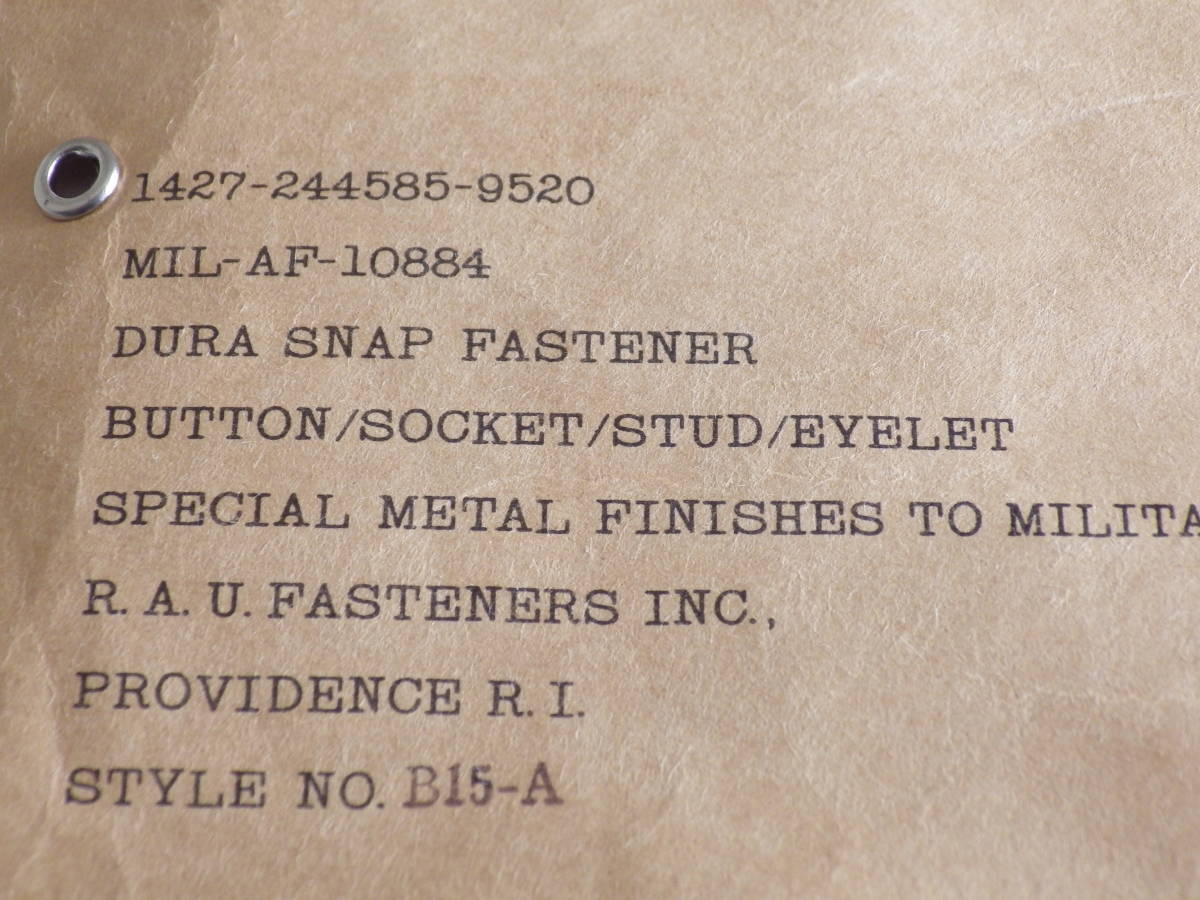 1427-244585-9520
MIL-AF-10884
DURA SNAP FASTENER
BUTTON/SOCKET/STUD/EYELET
SPECIAL METAL FINISHES TO MILITA
R. A. U. FASTENERS INC.,
PROVIDENCE R. I.
STYLE NO. B15-A